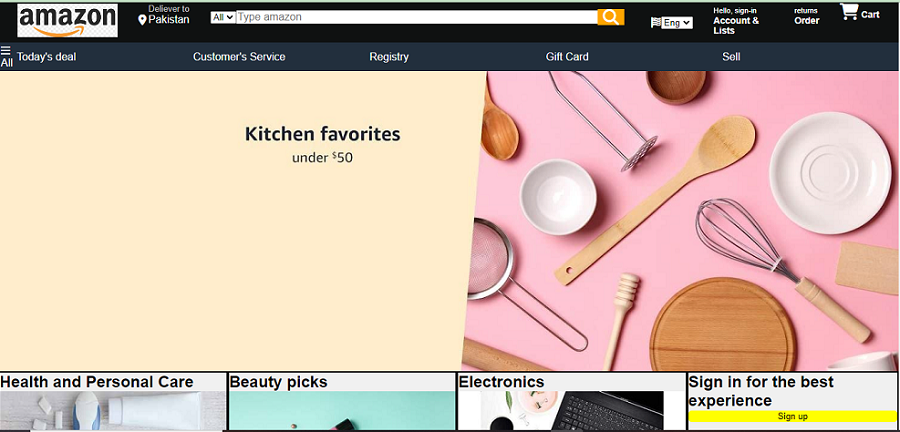 amazon
Deliever to
Pakistan
All
Type amazon
Eng
Hello, sign-in
Account &
Lists
returns
Order
Cart
All
Today's deal
Customer's Service
Registry
Gift Card
Sell
Kitchen favorites
under $50
Health and Personal Care
Beauty picks
Electronics
Sign in for the best
experience
Sign up